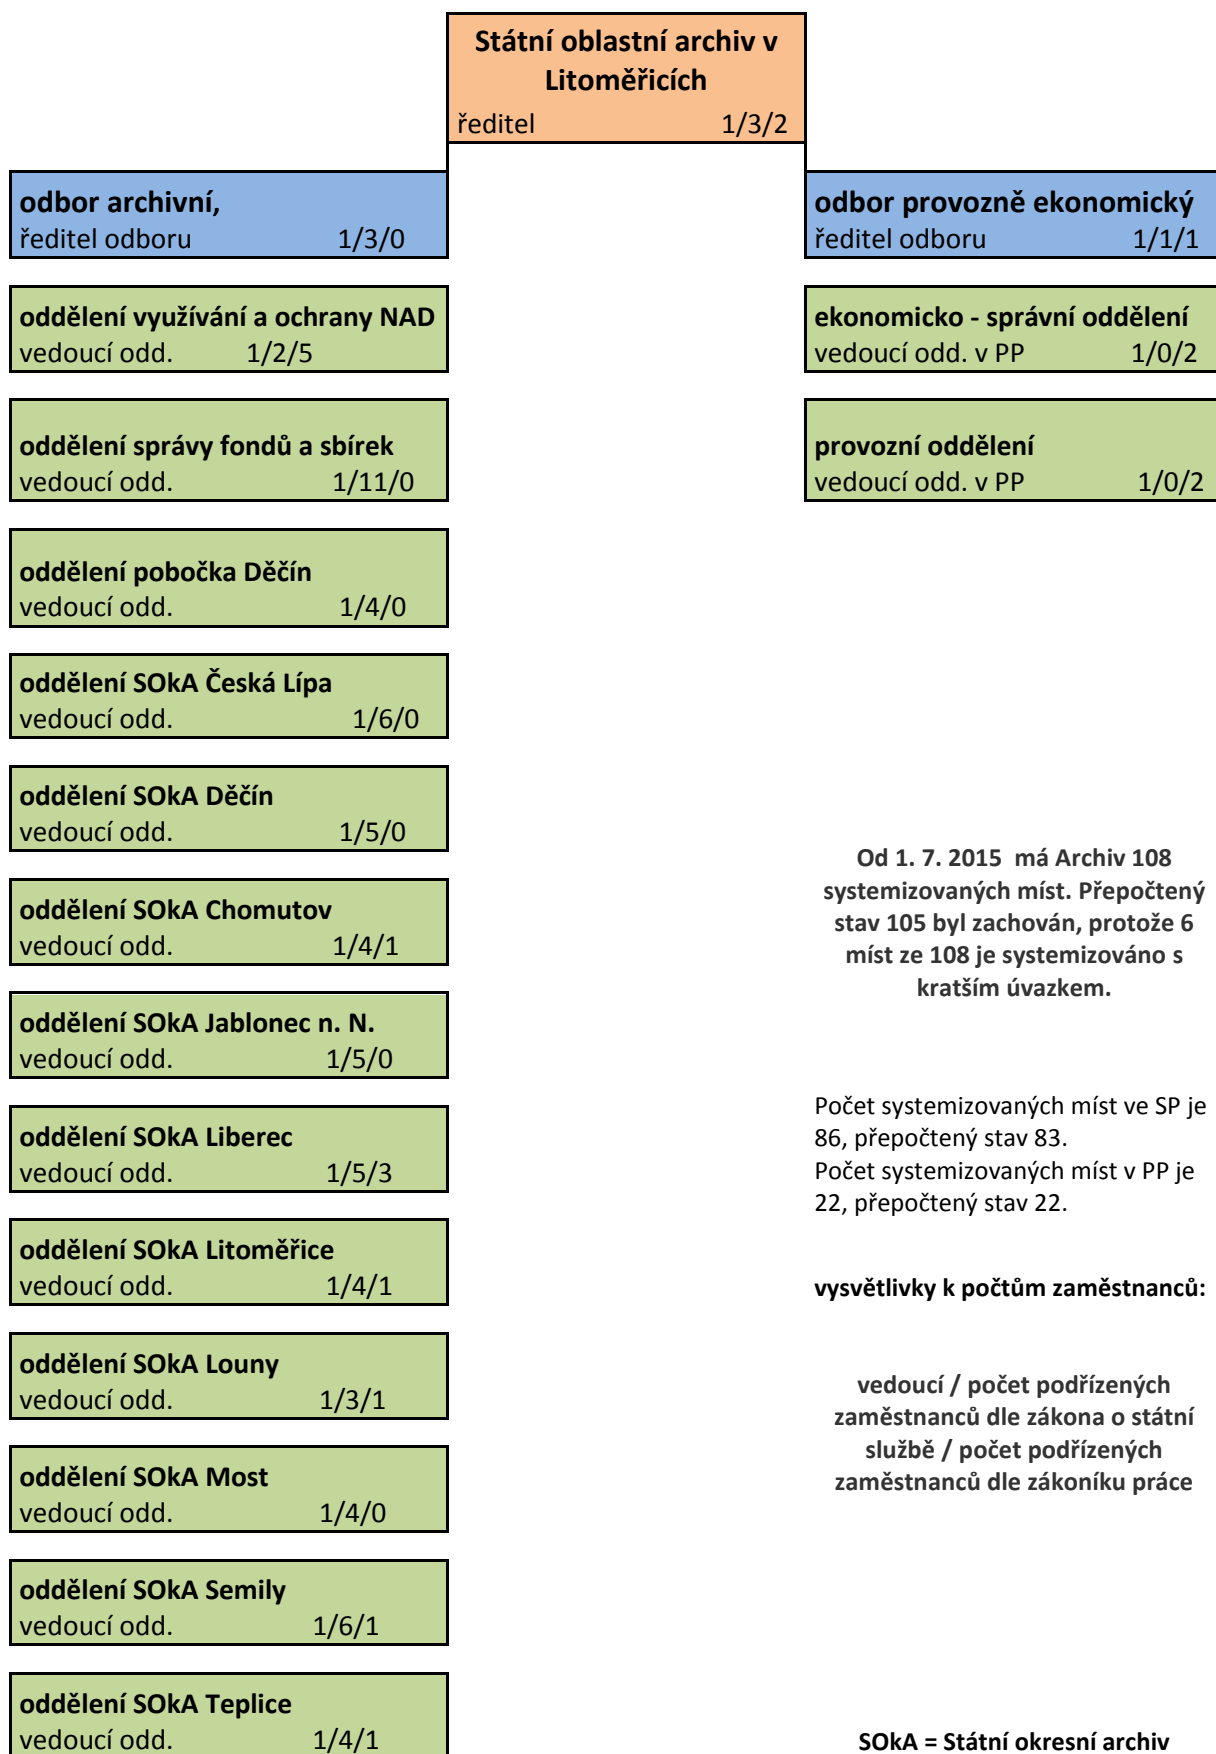 Státní oblastní archiv v
Litoměřicích
ředitel 1/3/2
odbor archivní,
ředitel odboru 1/3/0
oddělení využívání a ochrany NAD
vedoucí odd. 1/2/5
oddělení správy fondů a sbírek
vedoucí odd. 1/11/0
oddělení pobočka Děčín
vedoucí odd. 1/4/0
oddělení SOkA Česká Lípa
vedoucí odd. 1/6/0
oddělení SOkA Děčín
vedoucí odd. 1/5/0
oddělení SOkA Chomutov
vedoucí odd. 1/4/1
oddělení SOkA Jablonec n. N.
vedoucí odd. 1/5/0
oddělení SOkA Liberec
vedoucí odd. 1/5/3
oddělení SOkA Litoměřice
vedoucí odd. 1/4/1
oddělení SOkA Louny
vedoucí odd. 1/3/1
oddělení SOkA Most
vedoucí odd. 1/4/0
oddělení SOkA Semily
vedoucí odd. 1/6/1
oddělení SOkA Teplice
vedoucí odd. 1/4/1
odbor provozně ekonomický
ředitel odboru 1/1/1
ekonomicko - správní oddělení
vedoucí odd. v PP 1/0/2
provozní oddělení
vedoucí odd. v PP 1/0/2
Od 1. 7. 2015 má Archiv 108
systemizovaných míst. Přepočtený
stav 105 byl zachován, protože 6
míst ze 108 je systemizováno s
kratším úvazkem.
Počet systemizovaných míst ve SP je
86, přepočtený stav 83.
Počet systemizovaných míst v PP je
22, přepočtený stav 22.
vysvětlivky k počtům zaměstnanců:
vedoucí / počet podřízených
zaměstnanců dle zákona o státní
službě / počet podřízených
zaměstnanců dle zákoníku práce
SOkA = Státní okresní archiv